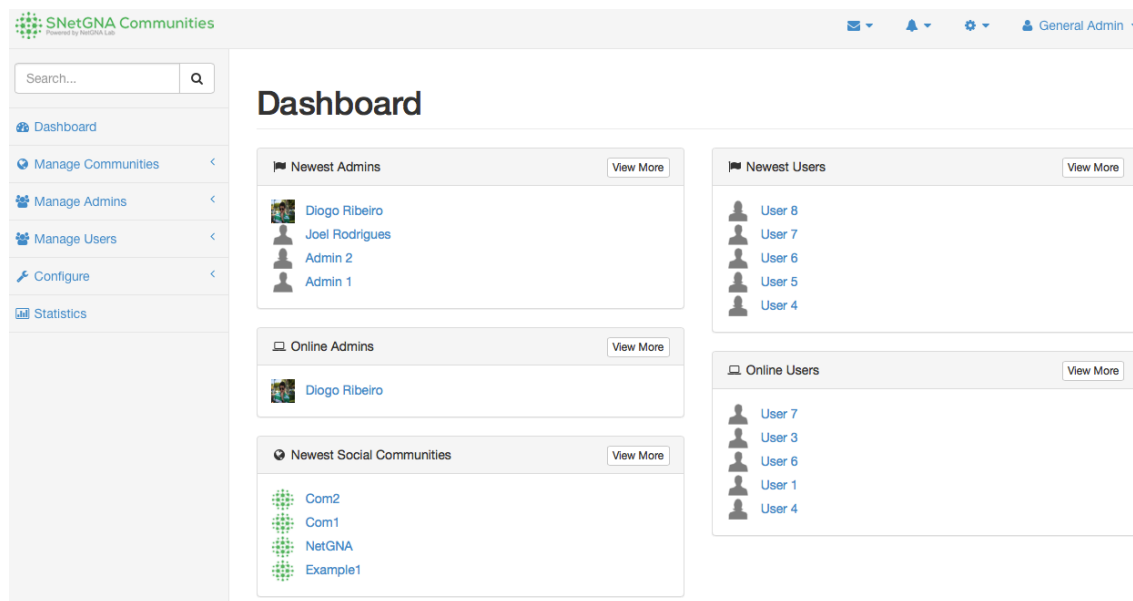 SNetGNA Communities
Powered by NetGNA Lab
General Admin
Search...
Dashboard
Manage Communities
Manage Admins
Manage Users
Configure
Statistics
Dashboard
Newest Admins View More
Diogo Ribeiro
Joel Rodrigues
Admin 2
Admin 1
Online Admins View More
Diogo Ribeiro
Newest Social Communities View More
Com2
Com1
NetGNA
Example1
Newest Users View More
User 8
User 7
User 6
User 5
User 4
Online Users View More
User 7
User 3
User 6
User 1
User 4